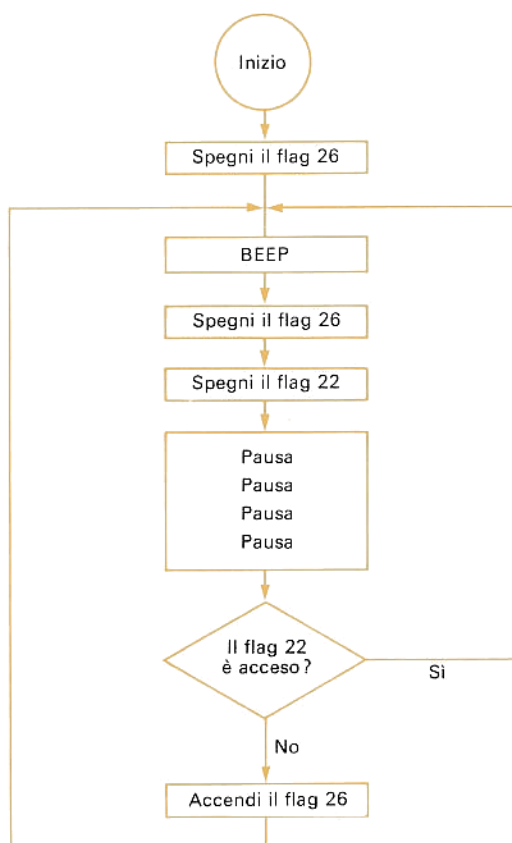 Inizio
Spegni il flag 26
BEEP
Spegni il flag 26
Spegni il flag 22
Pausa
Pausa
Pausa
Pausa
Il flag 22
è acceso?
Sì
No
Accendi il flag 26